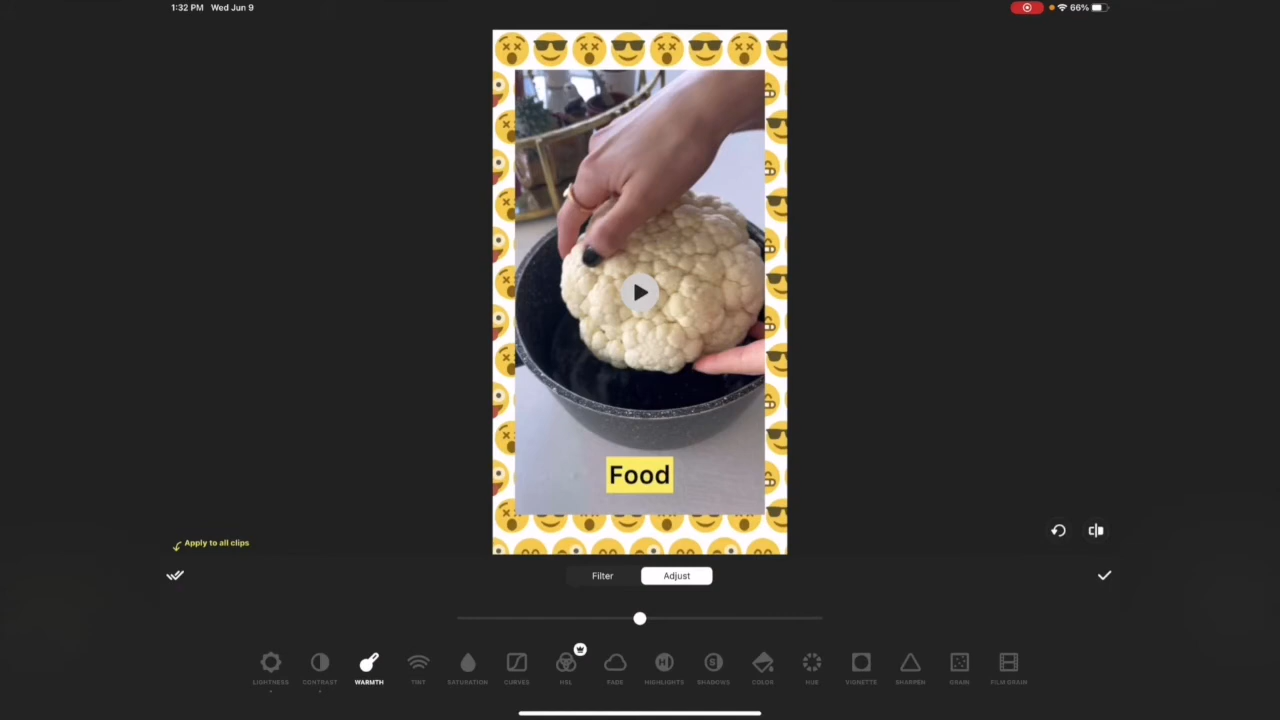 1:32 PM Wed Jun 9
66%
Food
Apply to all clips
Filter Adjust
LIGHTNESS CONTRAST WARMTH TINT SATURATION CURVES HSL FADE HIGHLIGHTS SHADOWS COLOR HUE VIGNETTE SHARPEN GRAIN FILM GRAIN